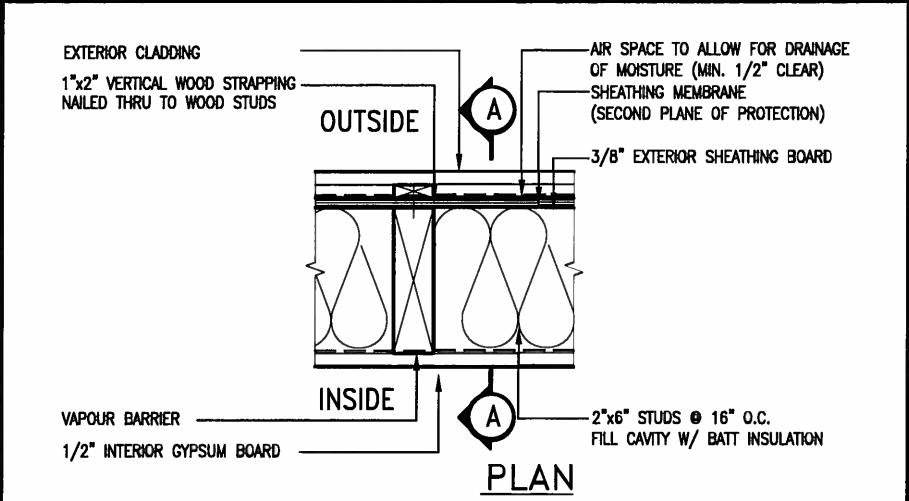 EXTERIOR CLADDING
1"x2" VERTICAL WOOD STRAPPING
NAILED THRU TO WOOD STUDS
OUTSIDE
A
AIR SPACE TO ALLOW FOR DRAINAGE
OF MOISTURE (MIN. 1/2" CLEAR)
SHEATHING MEMBRANE
(SECOND PLANE OF PROTECTION)
3/8" EXTERIOR SHEATHING BOARD
INSIDE
VAPOUR BARRIER
1/2" INTERIOR GYPSUM BOARD
A
2"x6" STUDS @ 16" O.C.
FILL CAVITY W/ BATT INSULATION
PLAN